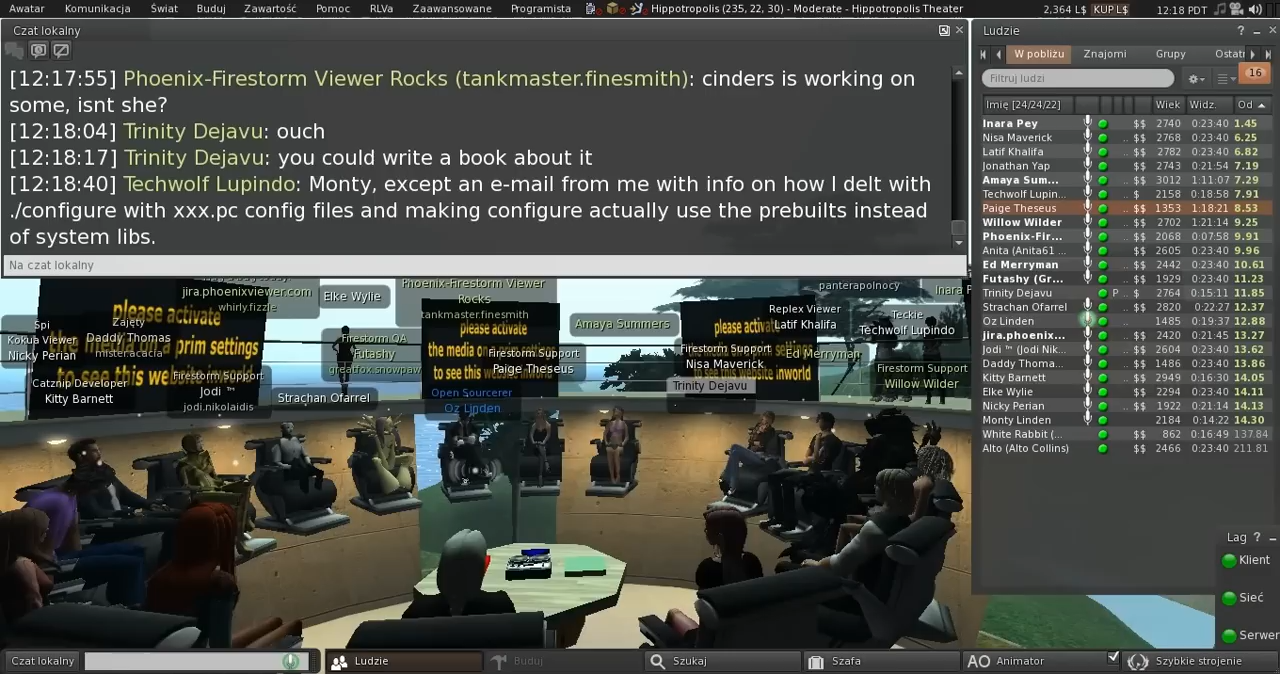 Awatar Komunikacja Świat Buduj Zawartość Pomoc RLVa Zaawansowane Programista Hippotropolis (235, 22, 30) - Moderate - Hippotropolis Theater 2,364 L$ KUP L$ 12:18 PDT
Czat lokalny
[12:17:55] Phoenix-Firestorm Viewer Rocks (tankmaster.finesmith): cinders is working on
some, isnt she?
[12:18:04] Trinity Dejavu: ouch
[12:18:17] Trinity Dejavu: you could write a book about it
[12:18:40] Techwolf Lupindo: Monty, except an e-mail from me with info on how I delt with
./configure with xxx.pc config files and making configure actually use the prebuilts instead
of system libs.
Na czat lokalny
Ludzie
W pobliżu Znajomi Grupy Ostatn
16
Filtruj ludzi
Imię [24/24/22] Wiek Widz. Od
Inara Pey $$ 2740 0:23:40 1.45
Nisa Maverick .. $$ 2768 0:23:40 6.25
Latif Khalifa .. $$ 2782 0:23:40 6.82
Jonathan Yap .. $$ 2743 0:21:54 7.19
Amaya Sum... .. $$ 3012 1:11:07 7.29
Techwolf Lupin... .. $ 2158 0:18:58 7.91
Paige Theseus .. $$ 1353 1:18:21 8.53
Willow Wilder .. $$ 2702 1:21:14 9.25
Phoenix-Fir... .. $$ 2068 0:07:58 9.91
Anita (Anita61 ... .. $$ 2605 0:23:40 9.96
Ed Merryman .. $$ 2442 0:23:40 10.61
Futashy (Gr... .. $$ 1929 0:23:40 11.23
Trinity Dejavu P .. $ 2764 0:15:11 11.85
Strachan Ofarrel .. $$ 2820 0:22:27 12.37
Oz Linden .. 1485 0:19:37 12.88
Jira.phoenix... .. $$ 2420 0:21:45 13.27
Jodi ™ (Jodi Nik... .. $$ 2604 0:23:40 13.62
Daddy Thoma... .. $$ 1486 0:23:40 13.86
Kitty Barnett .. $$ 2949 0:16:30 14.05
Elke Wylie .. $$ 2294 0:23:40 14.11
Nicky Perian .. $$ 1922 0:21:14 14.13
Monty Linden 2184 0:14:22 14.30
White Rabbit (... $$ 862 0:16:49 137.84
Alto (Alto Collins) $$ 2466 0:23:40 211.81
jira.phoenixviewer.com
whirly.fizzle
Elke Wylie
Phoenix-Firestorm Viewer
Rocks
tankmaster.finesmith
panterapolnocy
Inara P
please activate
the media on prim settings
to see this website inworld
Spi
Kokua Viewer
Nicky Perian
Zajęty
Daddy Thomas
misteracacia
Catznip Developer
Kitty Barnett
Firestorm Support
Jodi ™
jodi.nikolaidis
Strachan Ofarrel
Firestorm QA
Futashy
greatfox.snowpaw
please activate
the media on
to see this website inworld
Firestorm Support
Paige Theseus
Open Sourcerer
Oz Linden
Amaya Summers
please activ
Firestorm Support
Nisa Maverick
Trinity Dejavu
to see this website inworld
Replex Viewer
Latif Khalifa
Ed Merryman
Teckie
Techwolf Lupindo
Firestorm Support
Willow Wilder
Lag
Klient
Sieć
Serwer
Czat lokalny Ludzie Buduj Szukaj Szafa AO Animator Szybkie strojenie